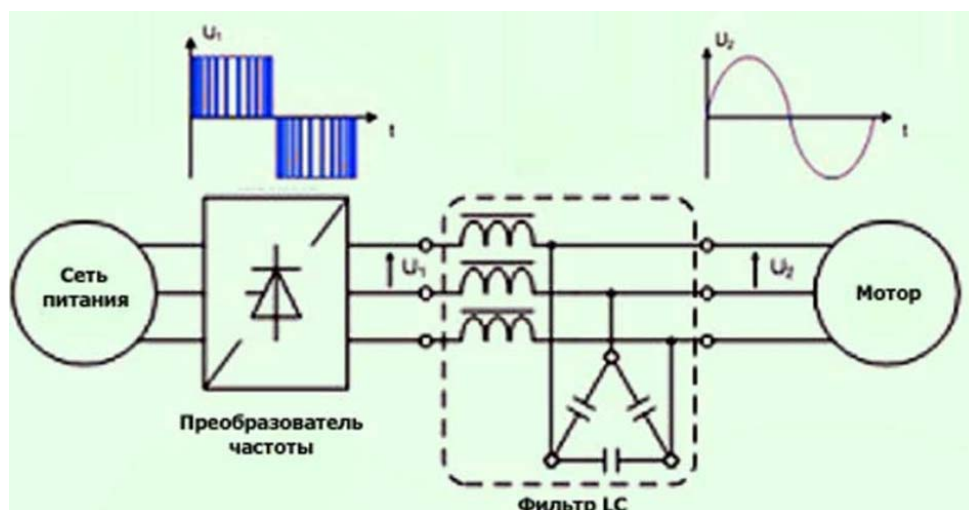 U₁
t
U₂
t
Сеть
питания
U₁
U₂
Мотор
Преобразователь
частоты
Фильтр LC